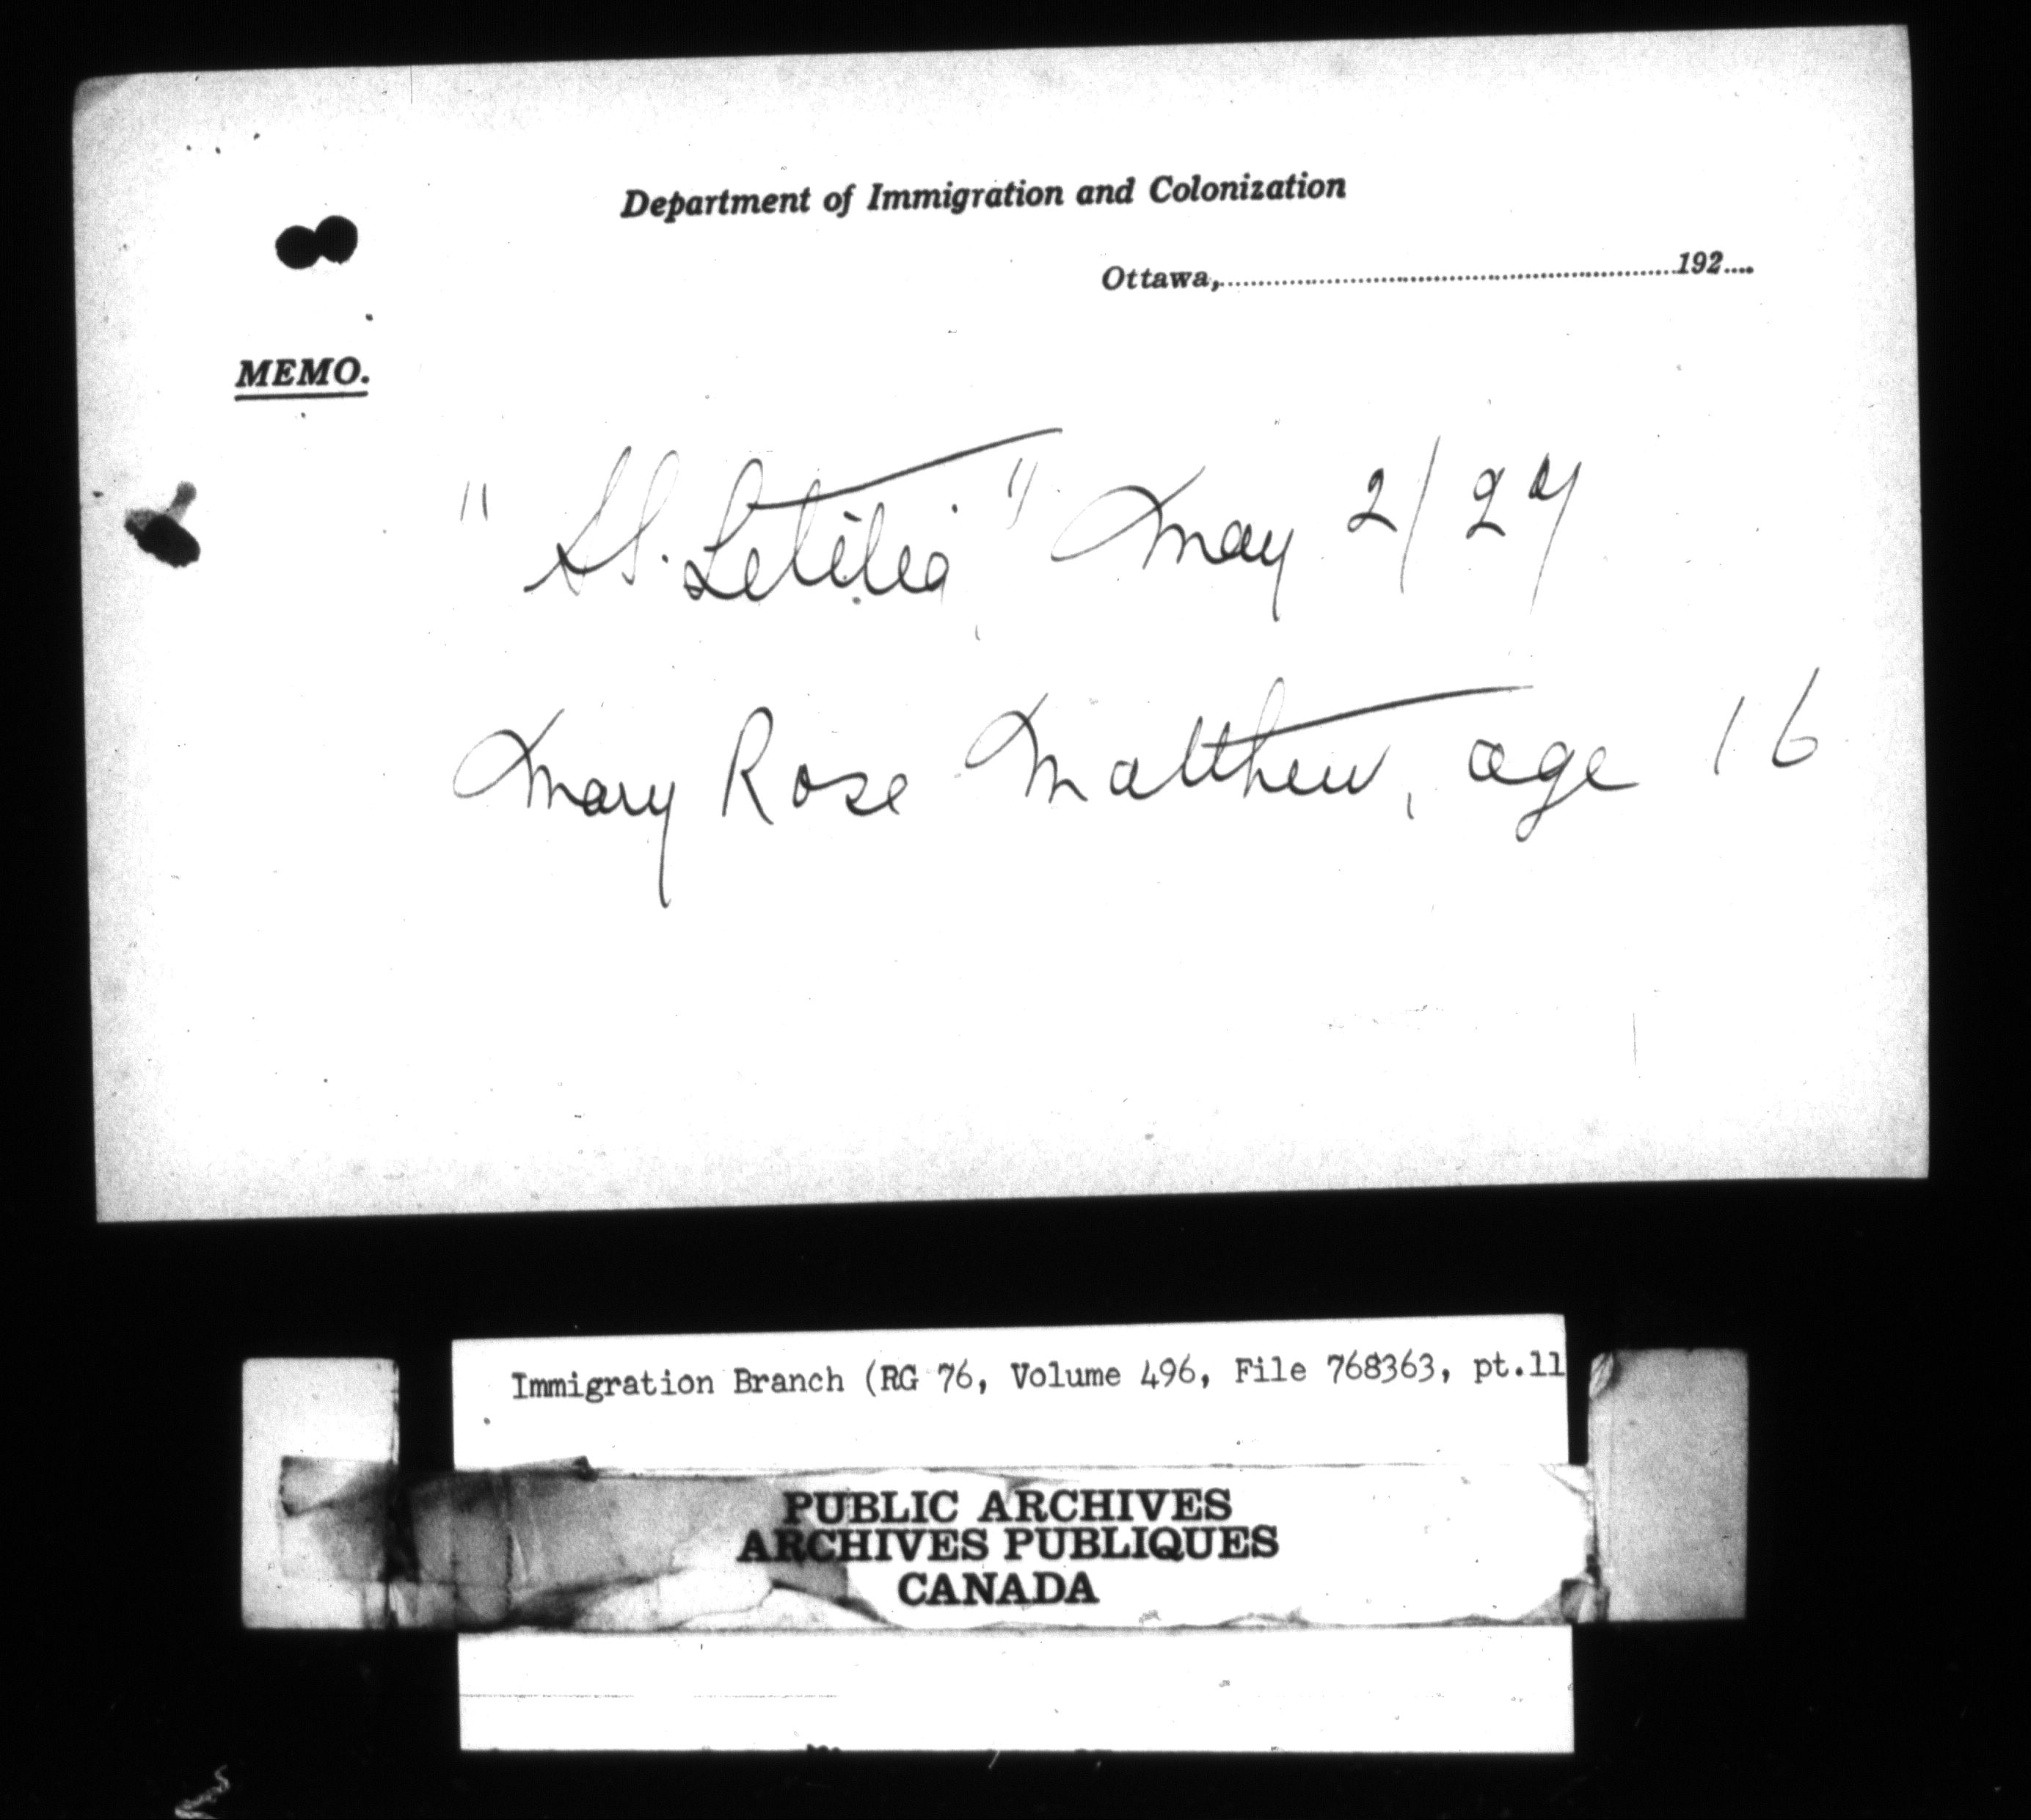 Department of Immigration and Colonization
Ottawa,..............................192....
MEMO.
"SS. Letitia" May 2/27
Mary Rose Matthew, age 16
Immigration Branch (RG 76, Volume 496, File 768363, pt.11
PUBLIC ARCHIVES
ARCHIVES PUBLIQUES
CANADA